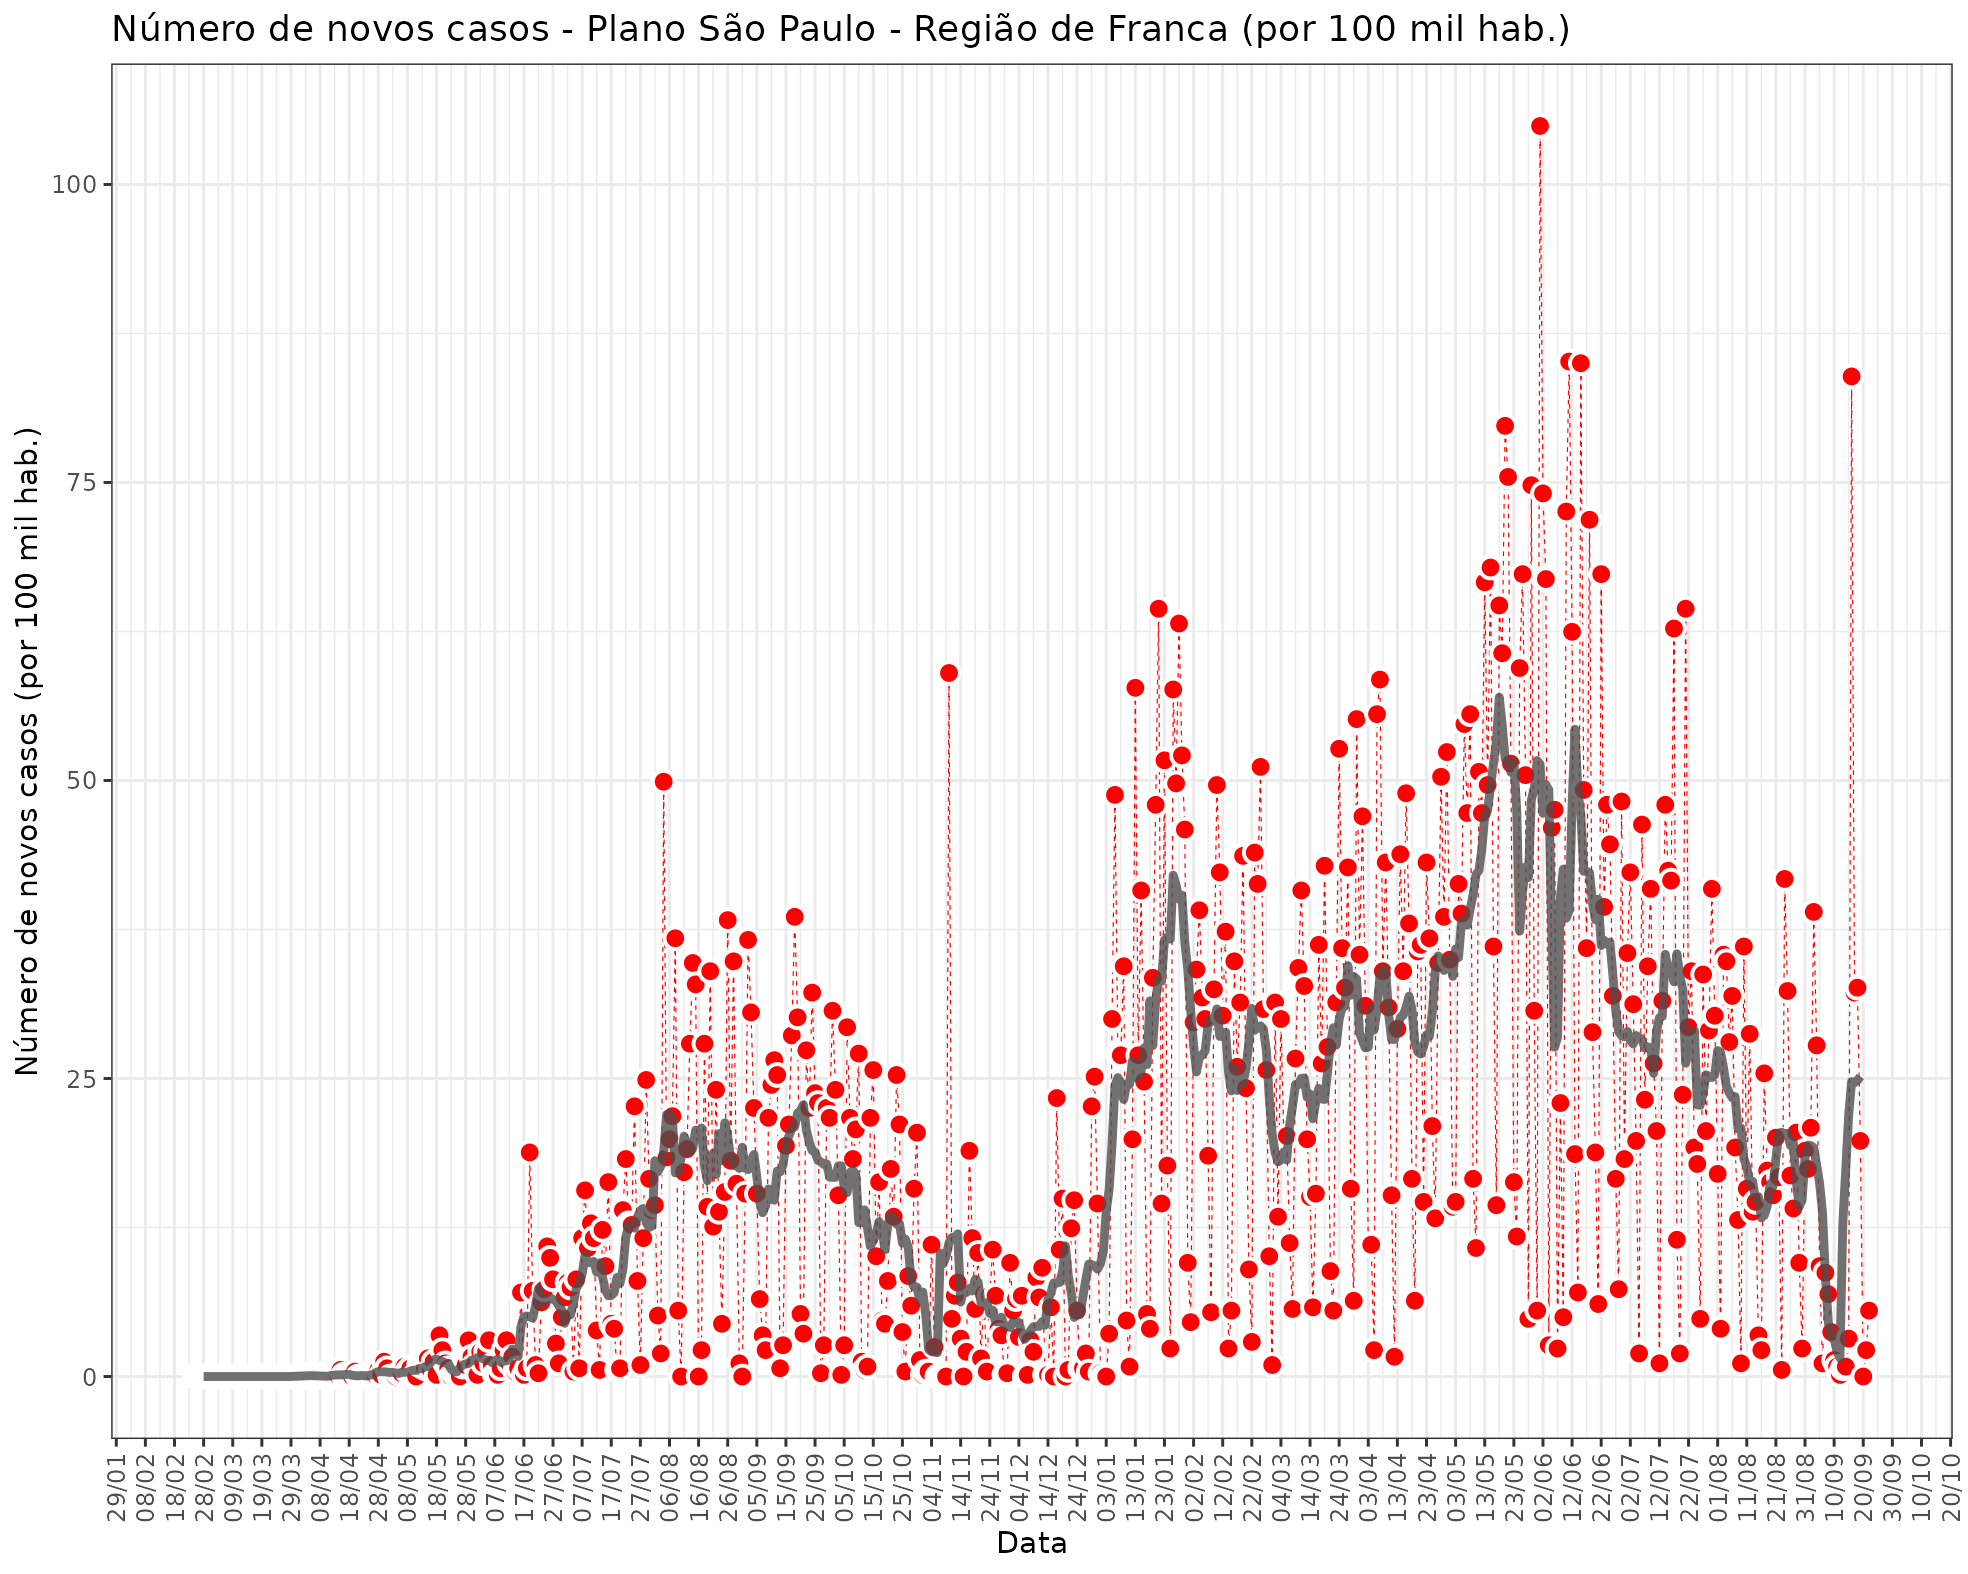 Número de novos casos - Plano São Paulo - Região de Franca (por 100 mil hab.)
Número de novos casos (por 100 mil hab.)
100
75
50
25
0
29/01 08/02 18/02 28/02 09/03 19/03 29/03 08/04 18/04 28/04 08/05 18/05 28/05 07/06 17/06 27/06 07/07 17/07 27/07 06/08 16/08 26/08 05/09 15/09 25/09 05/10 15/10 25/10 04/11 14/11 24/11 04/12 14/12 24/12 03/01 13/01 23/01 02/02 12/02 22/02 04/03 14/03 24/03 03/04 13/04 23/04 03/05 13/05 23/05 02/06 12/06 22/06 02/07 12/07 22/07 01/08 11/08 21/08 31/08 10/09 20/09 30/09 10/10 20/10
Data